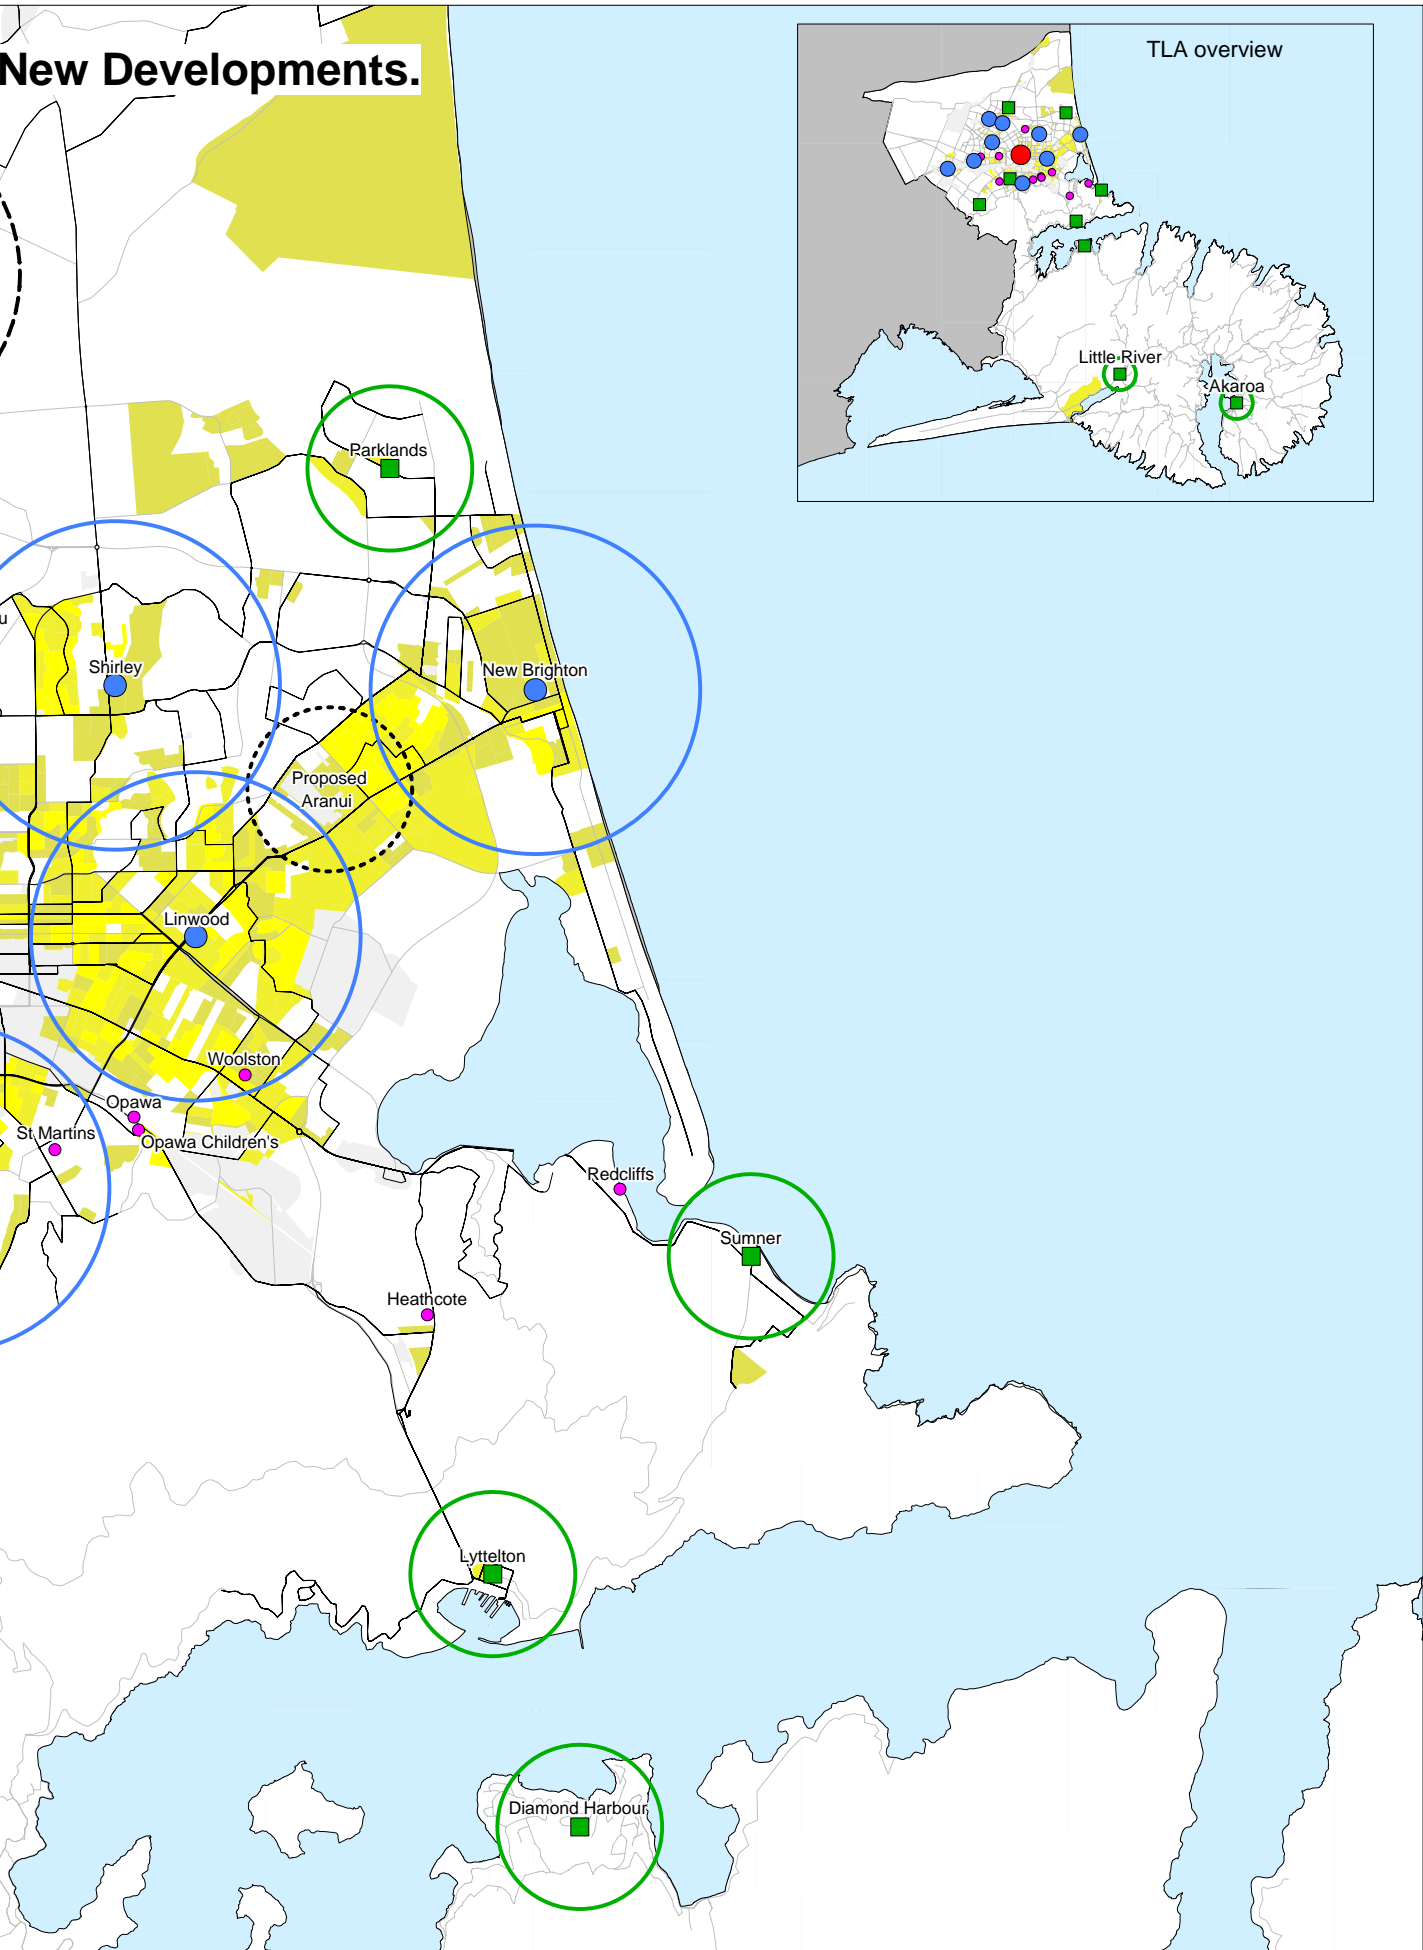 New Developments.
TLA overview
Little River
Akaroa
Parklands
u
Shirley
New Brighton
Proposed
Aranui
Linwood
Woolston
Opawa
St Martins
Opawa Children's
Redcliffs
Sumner
Heathcote
Lyttelton
Diamond Harbour